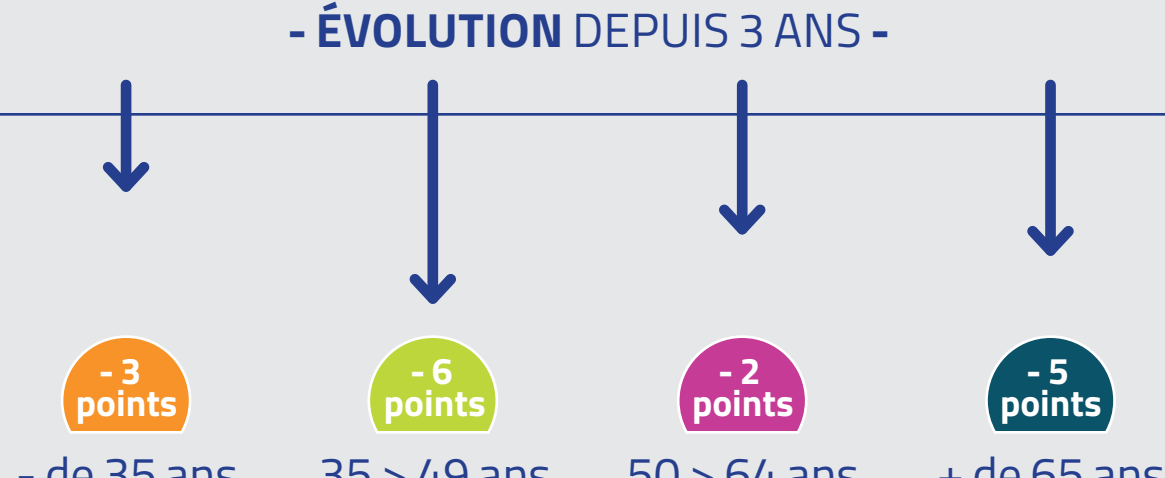 - ÉVOLUTION DEPUIS 3 ANS -
- 3
points
- 6
points
- 2
points
- 5
points
- de 35 ans
35 > 49 ans
50 > 64 ans
+ de 65 ans